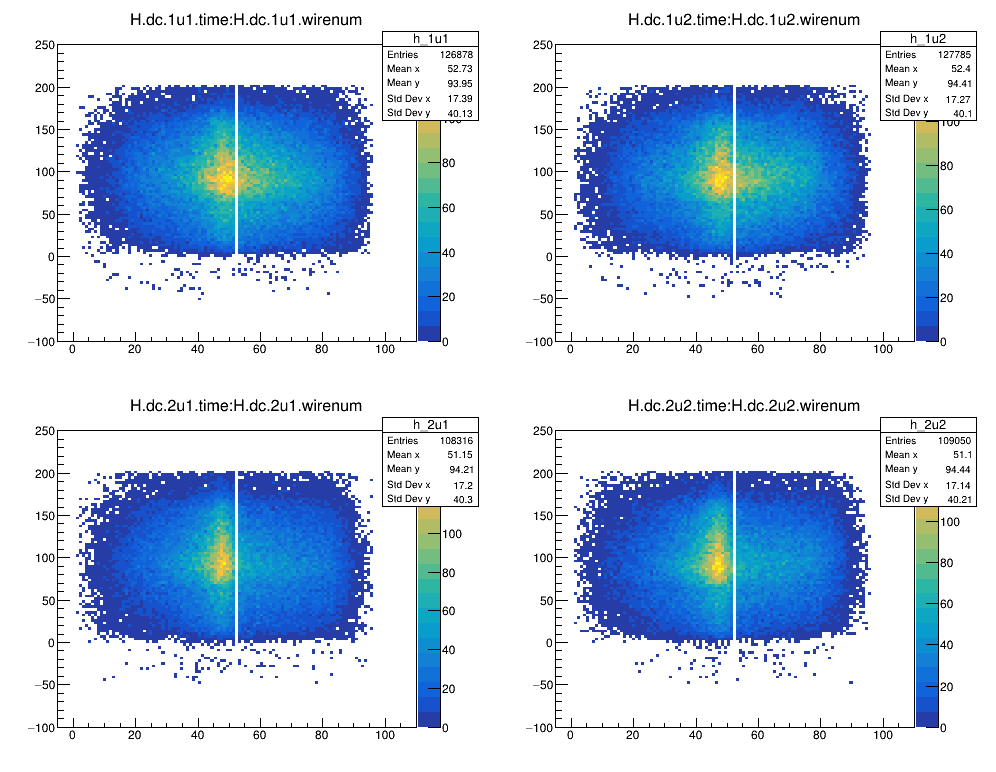 H.dc.1u1.time:H.dc.1u1.wirenum
h_1u1
Entries 126878
Mean x 52.73
Mean y 93.95
Std Dev x 17.39
Std Dev y 40.13
250
200
150
100
50
0
−50
−100
0 20 40 60 80 100
80
60
40
20
0
H.dc.1u2.time:H.dc.1u2.wirenum
h_1u2
Entries 127785
Mean x 52.4
Mean y 94.41
Std Dev x 17.27
Std Dev y 40.1
250
200
150
100
50
0
−50
−100
0 20 40 60 80 100
100
80
60
40
20
0
H.dc.2u1.time:H.dc.2u1.wirenum
h_2u1
Entries 108316
Mean x 51.15
Mean y 94.21
Std Dev x 17.2
Std Dev y 40.3
250
200
150
100
50
0
−50
−100
0 20 40 60 80 100
100
80
60
40
20
0
H.dc.2u2.time:H.dc.2u2.wirenum
h_2u2
Entries 109050
Mean x 51.1
Mean y 94.44
Std Dev x 17.14
Std Dev y 40.21
250
200
150
100
50
0
−50
−100
0 20 40 60 80 100
100
80
60
40
20
0